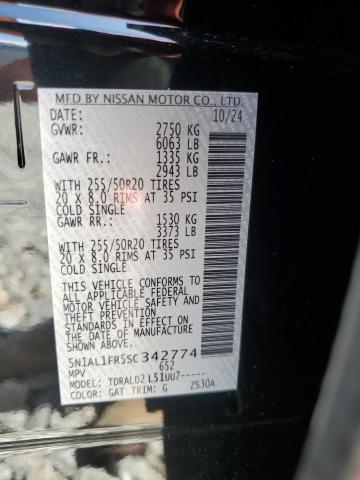 MFD BY NISSAN MOTOR CO., LTD.
DATE: 10/24
GVWR: 2750 KG
6063 LB
GAWR FR.: 1335 KG
2943 LB
WITH 255/50R20 TIRES
20 X 8.0 RIMS AT 35 PSI
COLD SINGLE
GAWR RR.: 1530 KG
3373 LB
WITH 255/50R20 TIRES
20 X 8.0 RIMS AT 35 PSI
COLD SINGLE
THIS VEHICLE CONFORMS TO
ALL APPLICABLE FEDERAL
MOTOR VEHICLE SAFETY
STANDARDS IN EFFECT ON
THE DATE OF MANUFACTURE
SHOWN ABOVE.
5N1AL1FR5SC342774
MPV 652
MODEL: TDRALD2 L51UU7-----
COLOR: GAT TRIM: G ZS30A